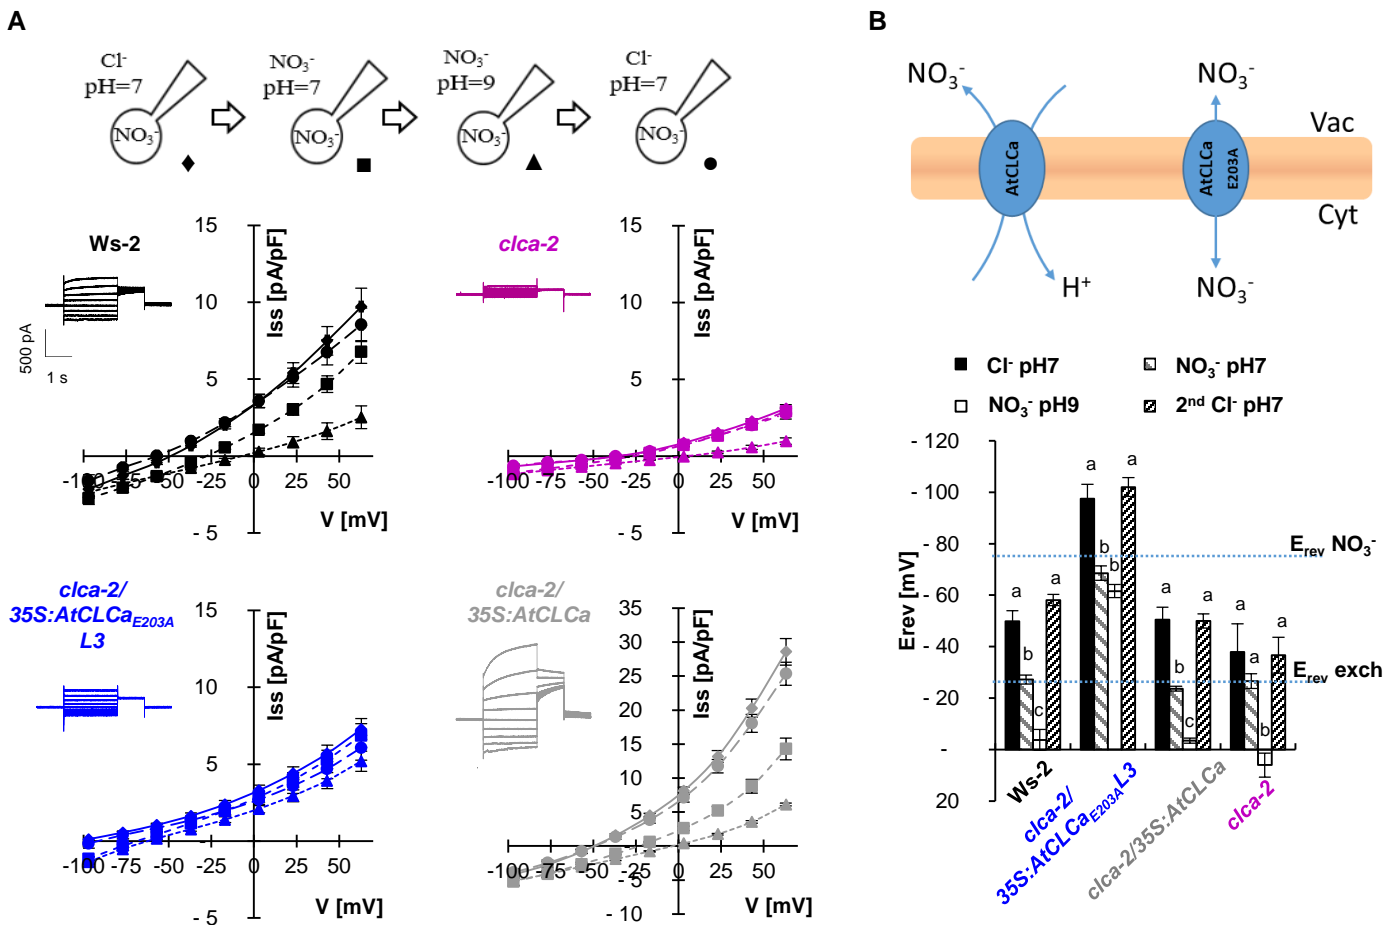 A
Cl⁻
pH=7
NO₃⁻
NO₃⁻
pH=7
NO₃⁻
NO₃⁻
pH=9
NO₃⁻
Cl⁻
pH=7
NO₃⁻
Ws-2
500 pA
1 s
Iss [pA/pF]
15
10
5
- 5
-100 -75 -50 -25 0 25 50
V [mV]
clca-2
Iss [pA/pF]
15
10
5
- 5
-100 -75 -50 -25 0 25 50
V [mV]
clca-2/
35S:AtCLCaE203A
L3
Iss [pA/pF]
15
10
5
- 5
-100 -75 -50 -25 0 25 50
V [mV]
clca-2/
35S:AtCLCa
Iss [pA/pF]
35
30
25
20
15
10
5
- 5
- 10
-100 -75 -50 -25 0 25 50
V [mV]
B
NO₃⁻
NO₃⁻
Vac
AtCLCa
AtCLCa
E203A
Cyt
H⁺
NO₃⁻
Cl⁻ pH7
NO₃⁻ pH7
NO₃⁻ pH9
2nd Cl⁻ pH7
Erev [mV]
- 120
- 100
- 80
- 60
- 40
- 20
-
20
a b c a
a b b a
a b c a
a a b a
Erev NO₃⁻
Erev exch
Ws-2
clca-2/
35S:AtCLCaE203AL3
clca-2/35S:AtCLCa
clca-2